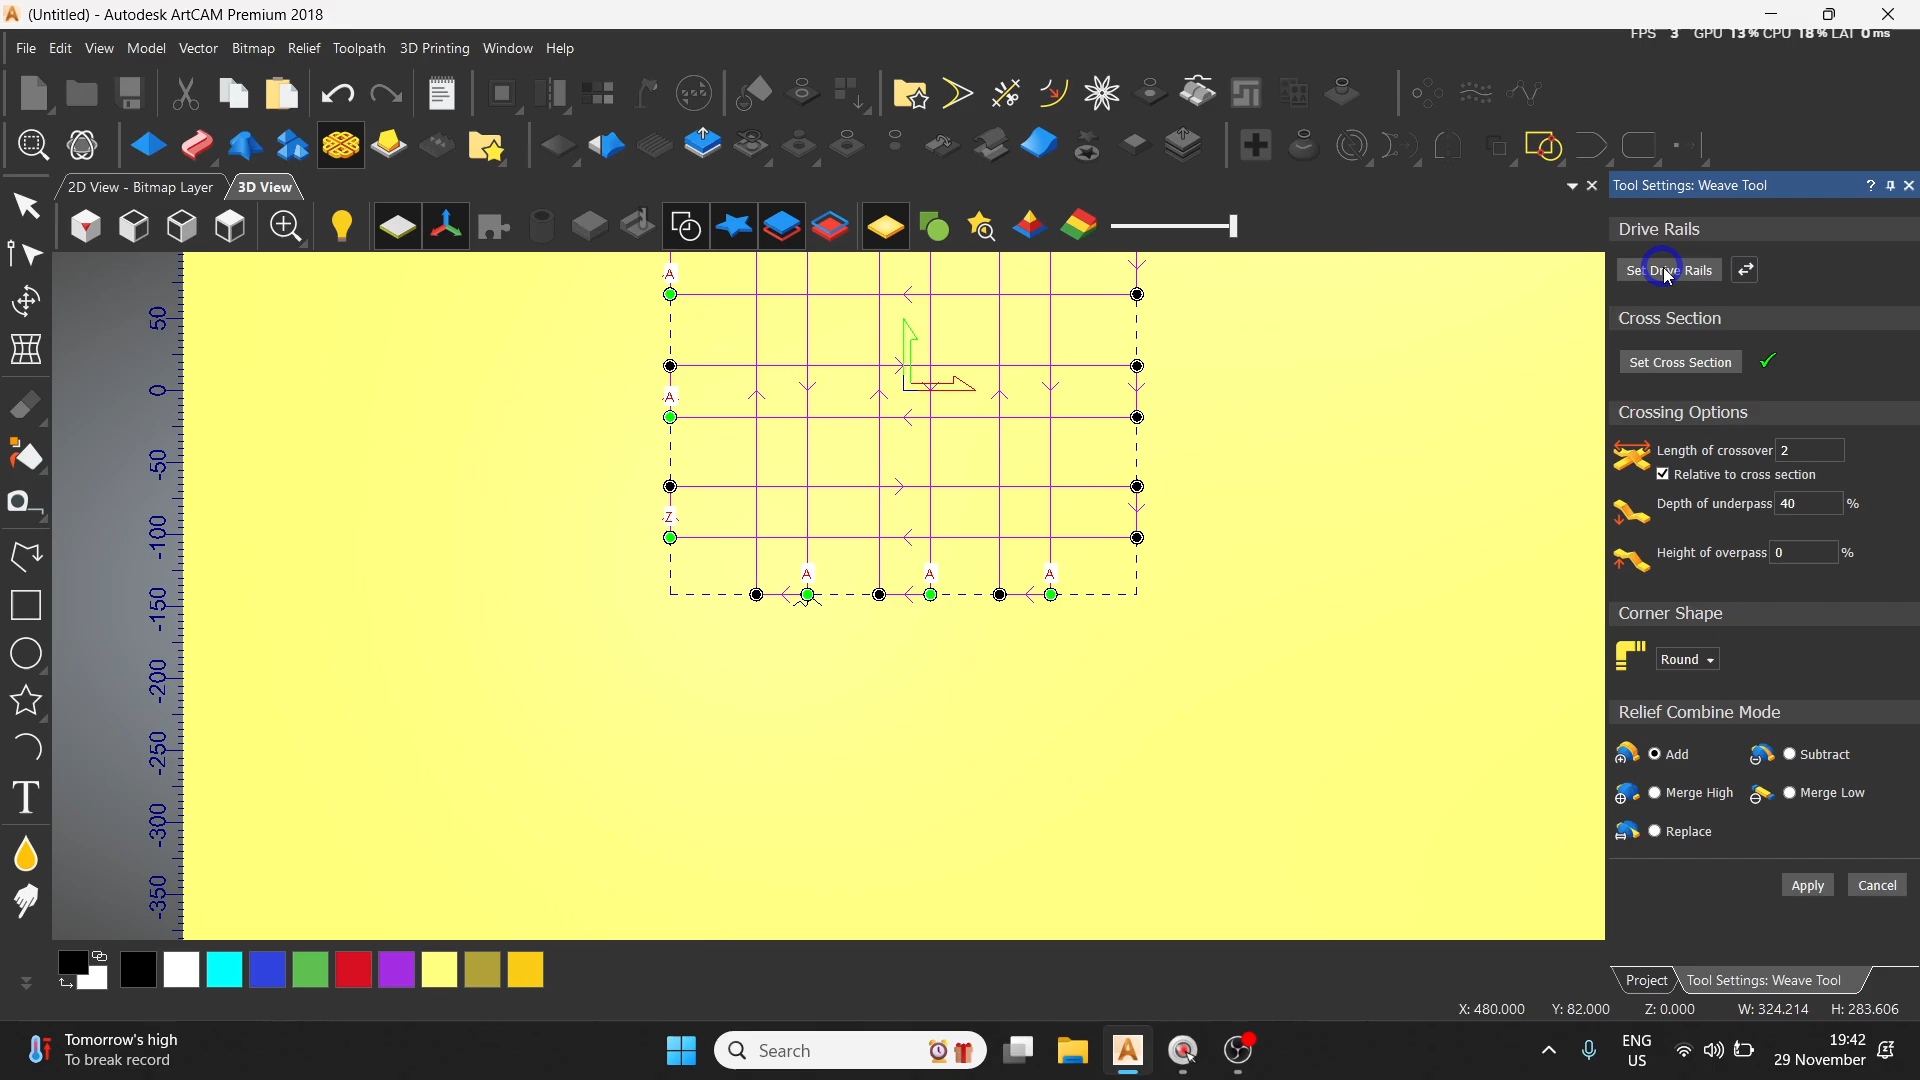 (Untitled) - Autodesk ArtCAM Premium 2018
FPS 3 GPU 13% CPU 18% LAT 0 ms
File Edit View Model Vector Bitmap Relief Toolpath 3D Printing Window Help
2D View - Bitmap Layer
3D View
Tool Settings: Weave Tool
?
Drive Rails
Set Drive Rails
Cross Section
Set Cross Section
Crossing Options
Length of crossover 2
Relative to cross section
Depth of underpass 40 %
Height of overpass 0 %
Corner Shape
Round
Relief Combine Mode
Add
Subtract
Merge High
Merge Low
Replace
Apply
Cancel
Project
Tool Settings: Weave Tool
50
0
-50
-100
-150
-200
-250
-300
-350
A
A
Z
A A A
T
X: 480.000 Y: 82.000 Z: 0.000 W: 324.214 H: 283.606
Tomorrow's high
To break record
Search
ENG
US
19:42
29 November